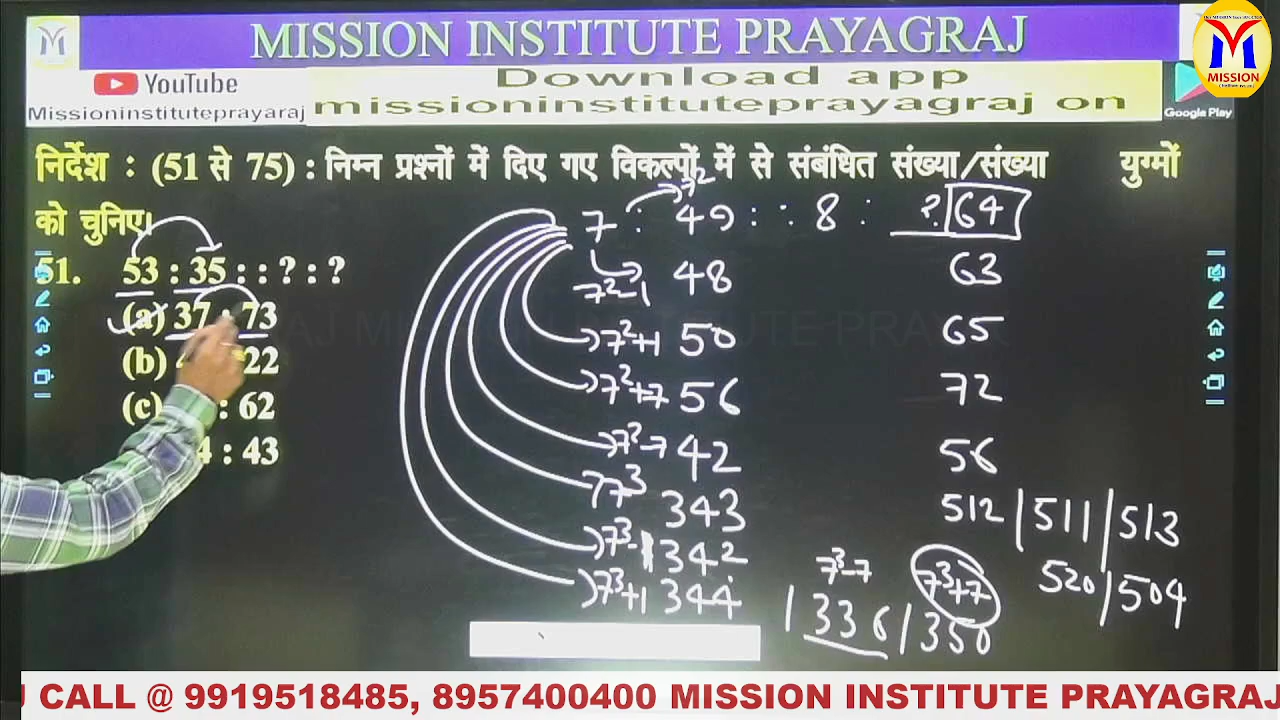 MISSION INSTITUTE PRAYAGRAJ
YouTube
Missioninstituteprayaraj
Download app
missioninstituteprayagraj on
Google Play
MISSION
निर्देश : (51 से 75) : निम्न प्रश्नों में दिए गए विकल्पों में से संबंधित संख्या/संख्या युग्मों
को चुनिए।
51. 53 : 35 : : ? : ?
(a) 37 : 73
(b) 22
(c) : 62
4 : 43
7 : 49 : : 8 : ? 64
7²
7²-1 48 63
7²+1 50 65
7²+7 56 72
7²-7 42 56
7³ 343 512 | 511 | 513
7³-1 342 520 / 504
7³+1 344
7³-7 7³+7
| 336 / 350
J CALL @ 9919518485, 8957400400 MISSION INSTITUTE PRAYAGRAJ